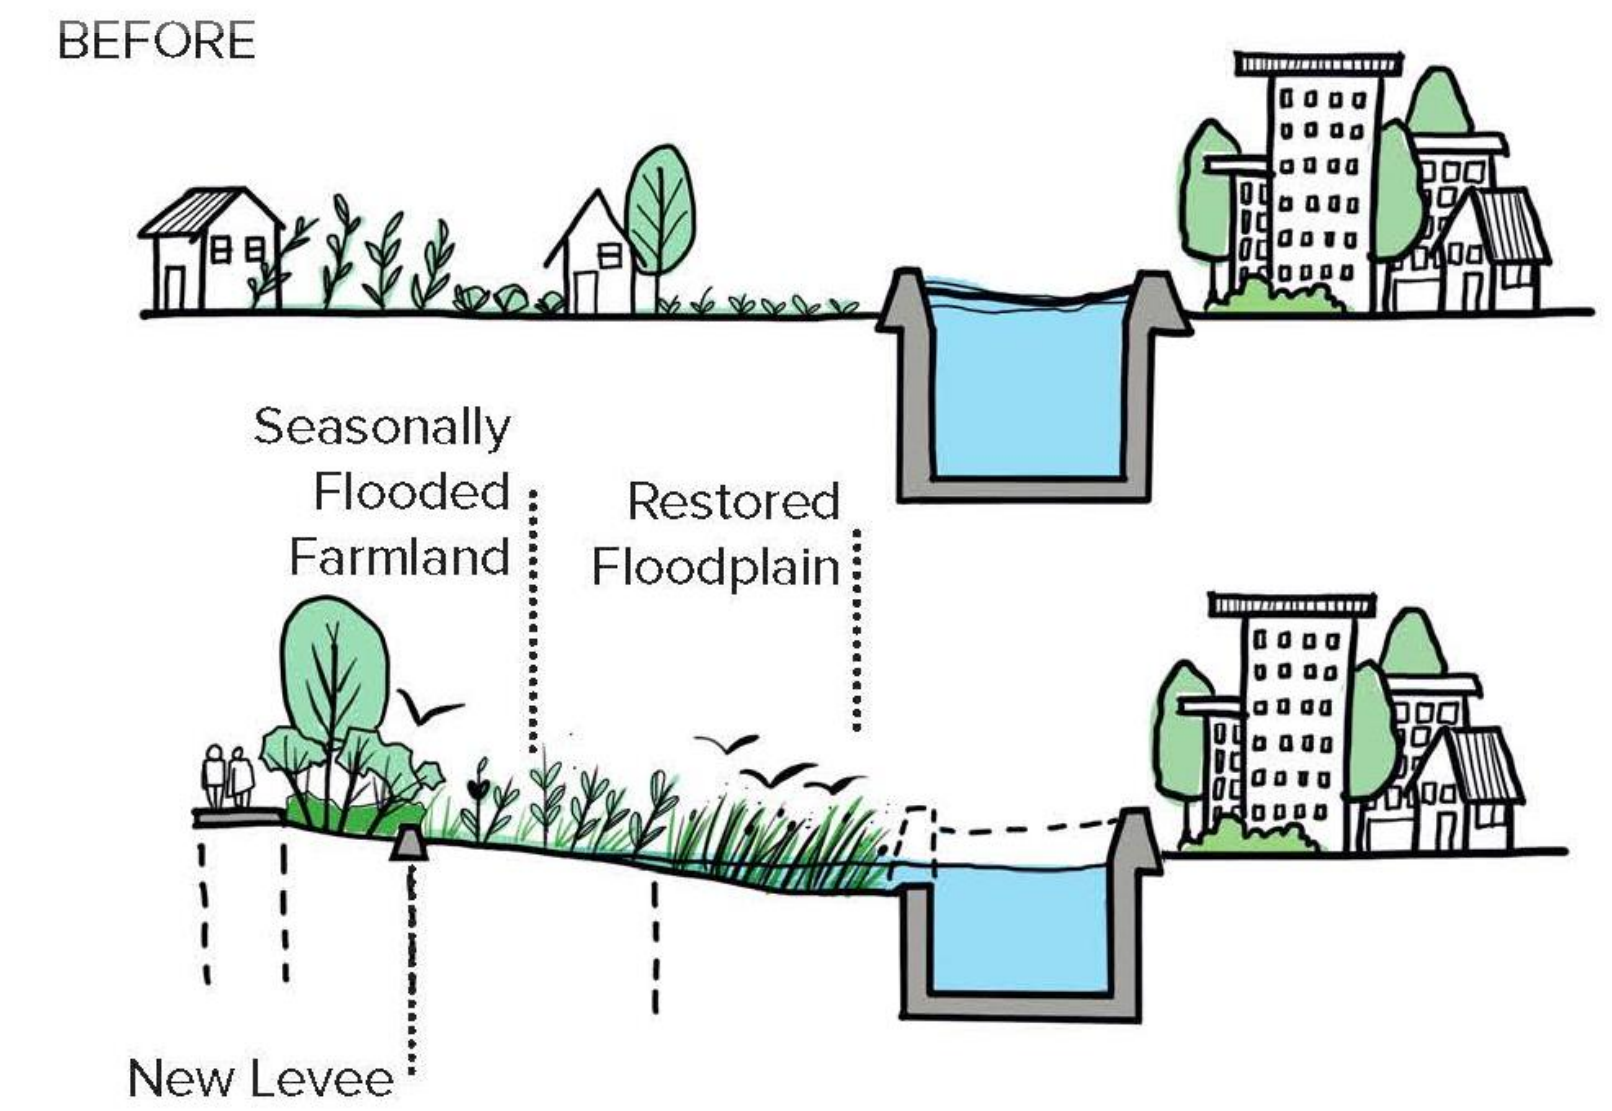 BEFORE
Seasonally
Flooded
Farmland
Restored
Floodplain
New Levee